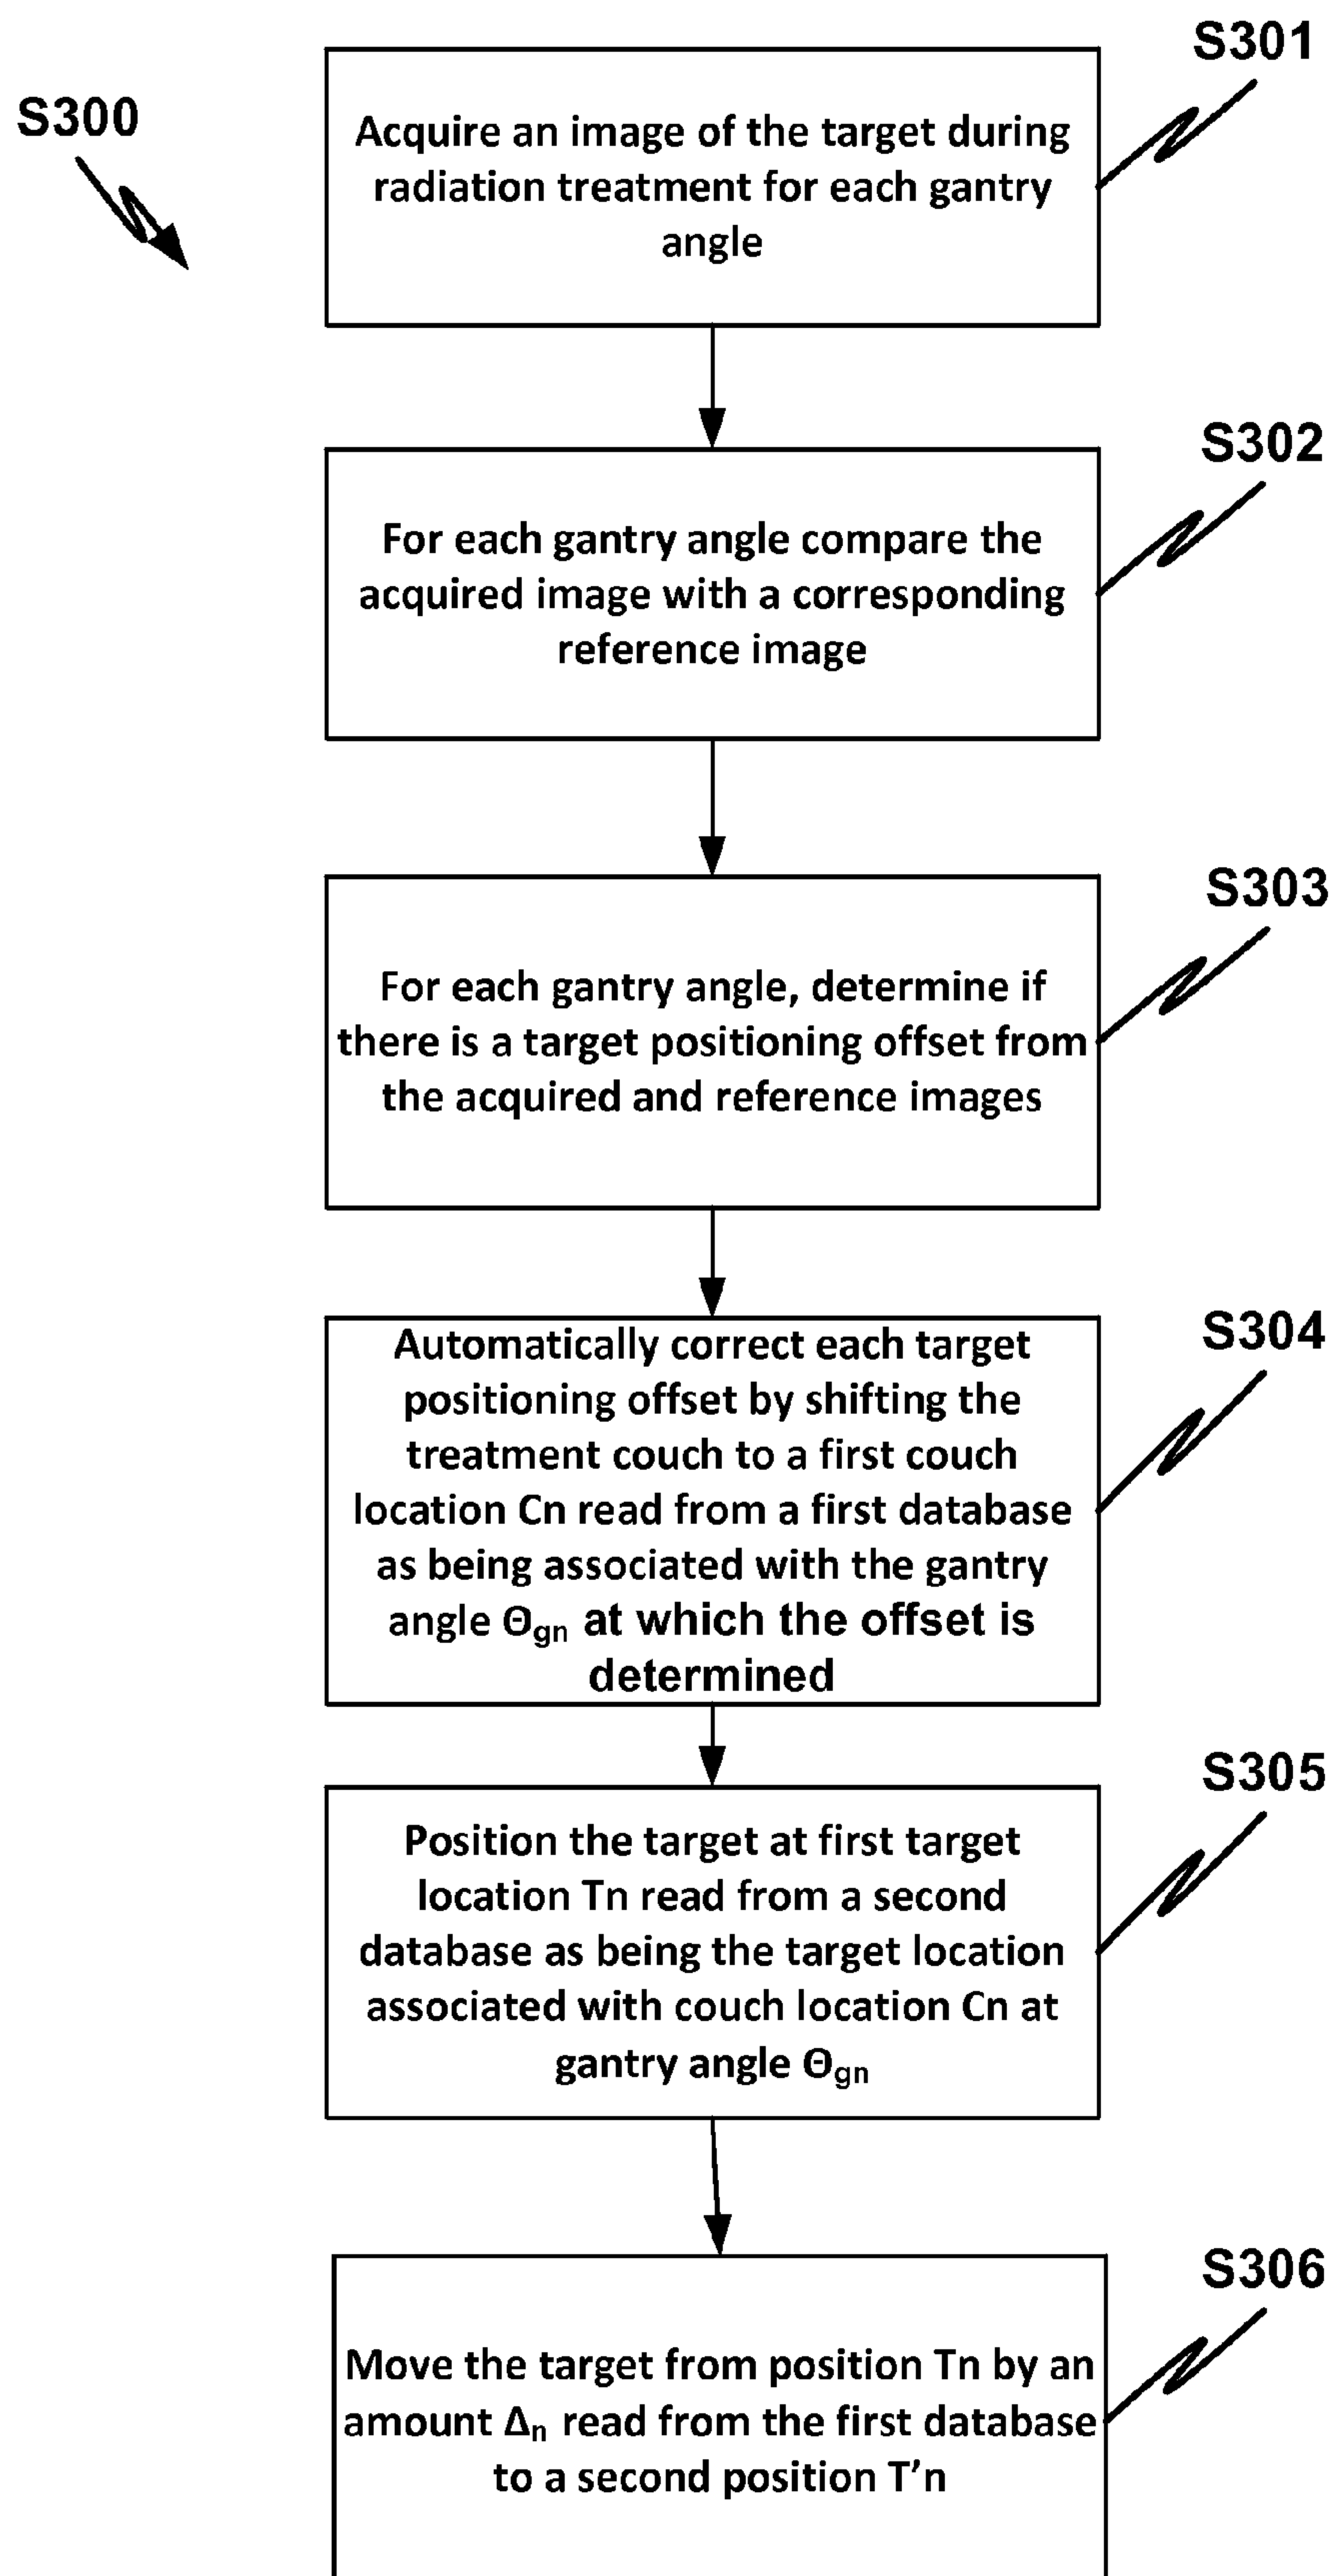 S301
S300
Acquire an image of the target during
radiation treatment for each gantry
angle
S302
For each gantry angle compare the
acquired image with a corresponding
reference image
S303
For each gantry angle, determine if
there is a target positioning offset from
the acquired and reference images
S304
Automatically correct each target
positioning offset by shifting the
treatment couch to a first couch
location Cn read from a first database
as being associated with the gantry
angle Θgn at which the offset is
determined
S305
Position the target at first target
location Tn read from a second
database as being the target location
associated with couch location Cn at
gantry angle Θgn
S306
Move the target from position Tn by an
amount Δn read from the first database
to a second position T’n